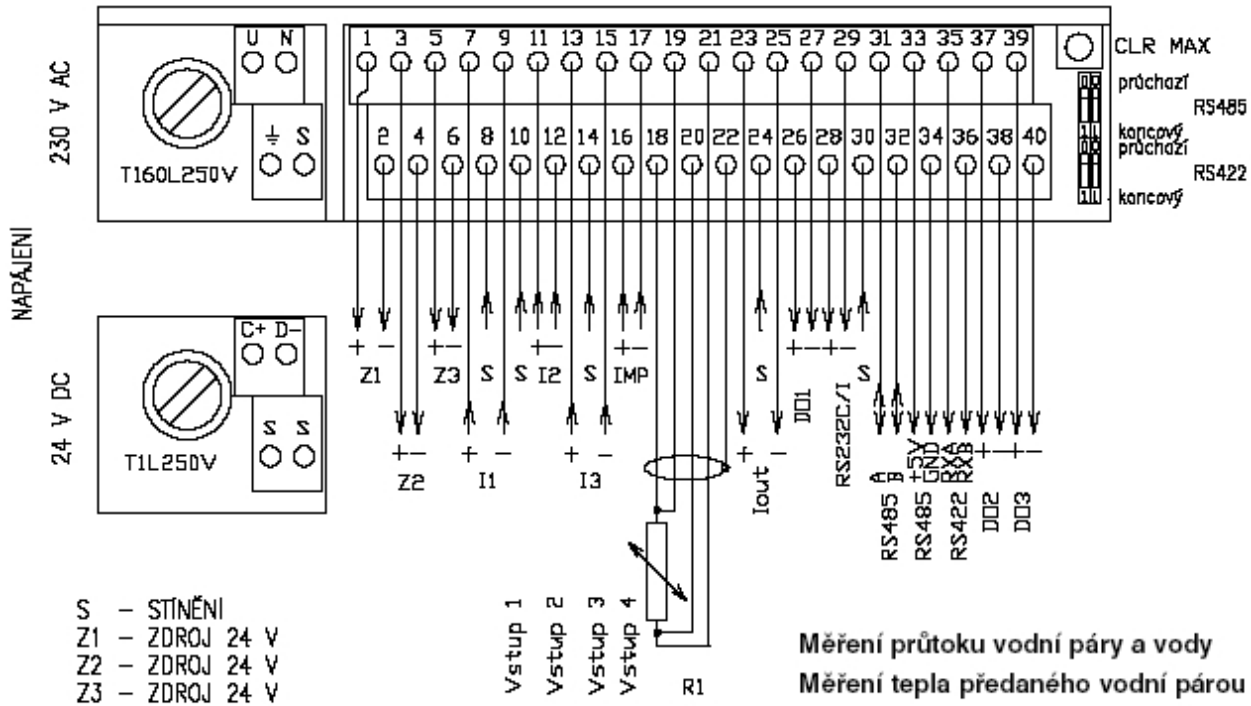 NAPÁJENÍ
230 V AC
U N
⏚ S
T160L250V
1 3 5 7 9 11 13 15 17 19 21 23 25 27 29 31 33 35 37 39
2 4 6 8 10 12 14 16 18 20 22 24 26 28 30 32 34 36 38 40
CLR MAX
průchazí
RS485
koncový
průchazí
RS422
koncový
24 V DC
C+ D-
S S
T1L250V
+ - Z1
+ - Z2
+ - Z3
+ - I1
S
S
+ - I2
+ - I3
S
+ - IMP
R1
+ - Iout
S
+ - DO1
+ - RS232C/I
S
A B RS485
+5V GND RS485
RXA RXB RS422
+ - DO2
+ - DO3
Vstup 1
Vstup 2
Vstup 3
Vstup 4
S - STÍNĚNÍ
Z1 - ZDROJ 24 V
Z2 - ZDROJ 24 V
Z3 - ZDROJ 24 V
Měření průtoku vodní páry a vody
Měření tepla předaného vodní párou